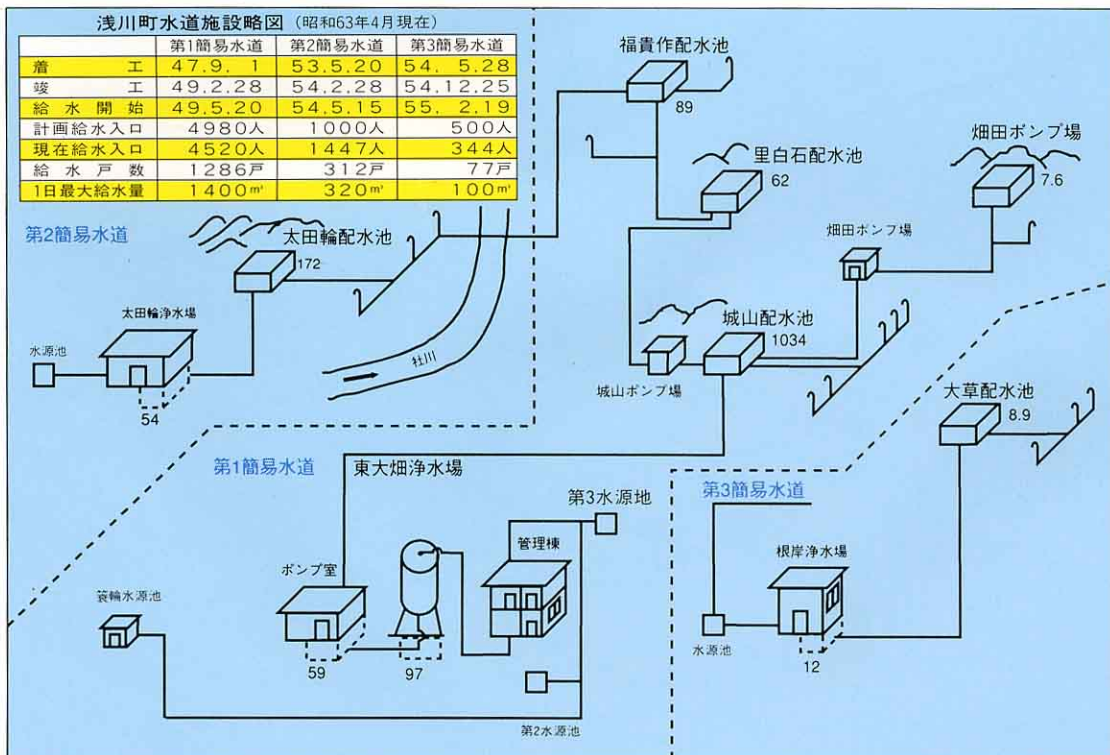 浅川町水道施設略図 (昭和63年4月現在)
第1簡易水道 第2簡易水道 第3簡易水道
着工 47.9. 1 53.5.20 54. 5.28
竣工 49.2.28 54.2.28 54.12.25
給水開始 49.5.20 54.5.15 55. 2.19
計画給水入口 4980人 1000人 500人
現在給水入口 4520人 1447人 344人
給水戸数 1286戸 312戸 77戸
1日最大給水量 1400㎥ 320㎥ 100㎥
福貴作配水池
89
里白石配水池
62
畑田ポンプ場
7.6
第2簡易水道
太田輪配水池
172
太田輪浄水場
水源池
54
社川
畑田ポンプ場
城山配水池
1034
城山ポンプ場
大草配水池
8.9
第1簡易水道
東大畑浄水場
第3水源地
管理棟
ポンプ室
59
97
簑輪水源池
第2水源池
第3簡易水道
根岸浄水場
水源池
12